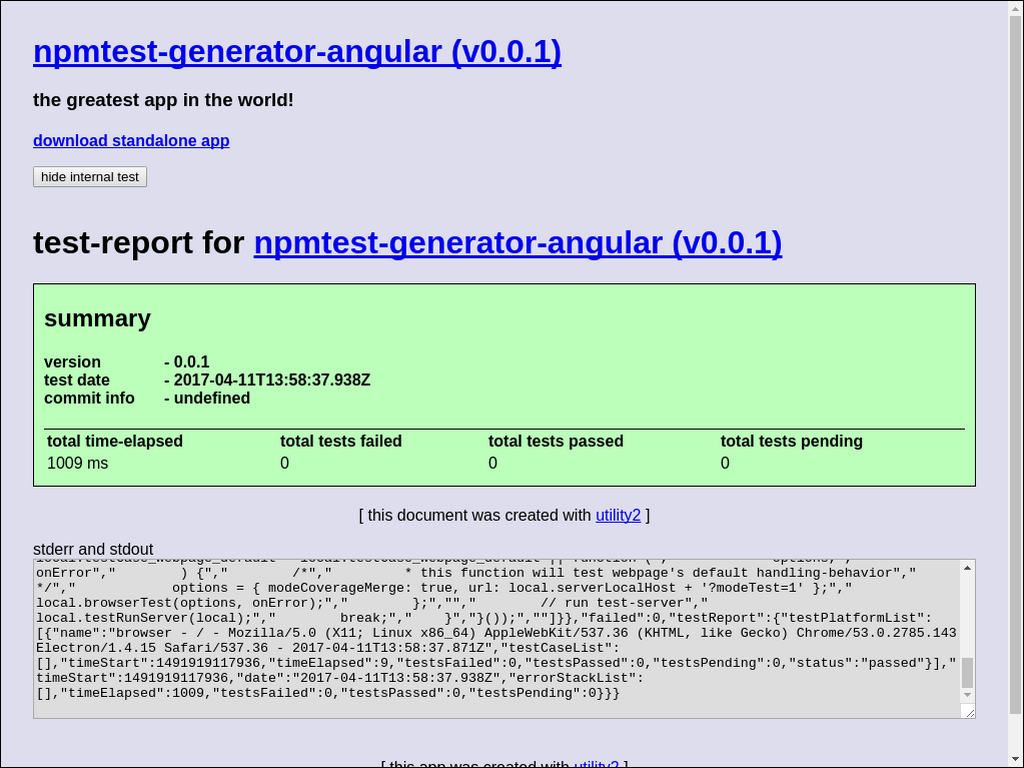 npmtest-generator-angular (v0.0.1)
the greatest app in the world!
download standalone app
hide internal test
test-report for npmtest-generator-angular (v0.0.1)
summary
version - 0.0.1
test date - 2017-04-11T13:58:37.938Z
commit info - undefined
total time-elapsed total tests failed total tests passed total tests pending
1009 ms 0 0 0
[ this document was created with utility2 ]
stderr and stdout
onError","        ) {","        /*","         * this function will test webpage's default handling-behavior","
*/","            options = { modeCoverageMerge: true, url: local.serverLocalHost + '?modeTest=1' };","
local.browserTest(options, onError);","        };","","        // run test-server","
local.testRunServer(local);","        break;","    }","}());",""]}},"failed":0,"testReport":{"testPlatformList":
[{"name":"browser - / - Mozilla/5.0 (X11; Linux x86_64) AppleWebKit/537.36 (KHTML, like Gecko) Chrome/53.0.2785.143
Electron/1.4.15 Safari/537.36 - 2017-04-11T13:58:37.871Z","testCaseList":
[],"timeStart":1491919117936,"timeElapsed":9,"testsFailed":0,"testsPassed":0,"testsPending":0,"status":"passed"}],"
timeStart":1491919117936,"date":"2017-04-11T13:58:37.938Z","errorStackList":
[],"timeElapsed":1009,"testsFailed":0,"testsPassed":0,"testsPending":0}}}
[ this app was created with utility2 ]